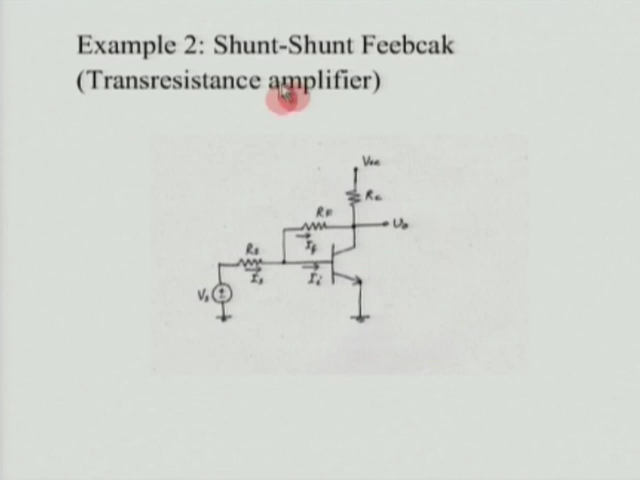 Example 2: Shunt-Shunt Feebcak
(Transresistance amplifier)
Vcc
Rc
RF
Vo
If
Rs
Is
Ii
Vs